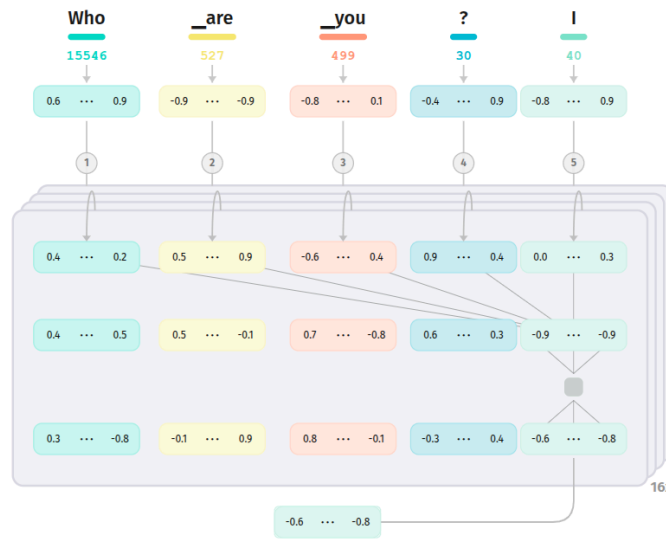 Who __are __you ? I
15546 527 499 30 40
0.6 ··· 0.9 -0.9 ··· -0.9 -0.8 ··· 0.1 -0.4 ··· 0.9 -0.8 ··· 0.9
1 2 3 4 5
0.4 ··· 0.2 0.5 ··· 0.9 -0.6 ··· 0.4 0.9 ··· 0.4 0.0 ··· 0.3
0.4 ··· 0.5 0.5 ··· -0.1 0.7 ··· -0.8 0.6 ··· 0.3 -0.9 ··· -0.9
0.3 ··· -0.8 -0.1 ··· 0.9 0.8 ··· -0.1 -0.3 ··· 0.4 -0.6 ··· -0.8
-0.6 ··· -0.8